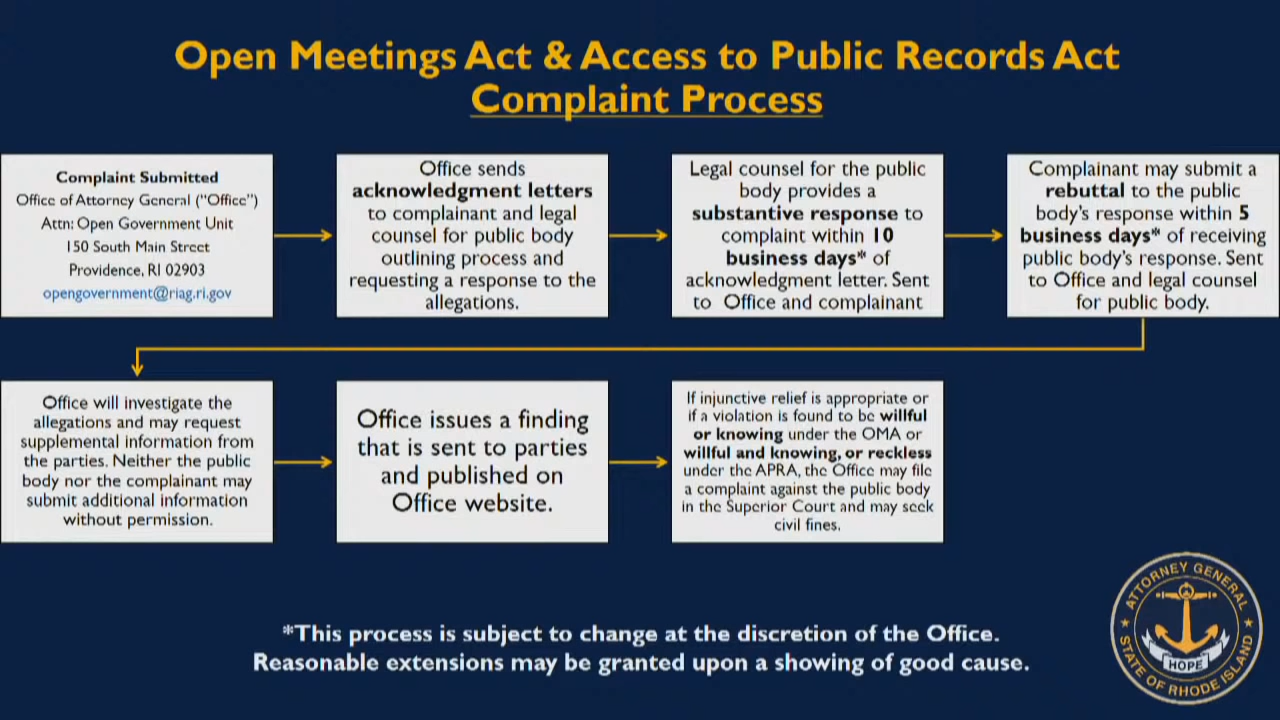 Open Meetings Act & Access to Public Records Act
Complaint Process
Complaint Submitted
Office of Attorney General ("Office")
Attn: Open Government Unit
150 South Main Street
Providence, RI 02903
opengovernment@riag.ri.gov
Office sends
acknowledgment letters
to complainant and legal
counsel for public body
outlining process and
requesting a response to the
allegations.
Legal counsel for the public
body provides a
substantive response to
complaint within 10
business days* of
acknowledgment letter. Sent
to Office and complainant
Complainant may submit a
rebuttal to the public
body's response within 5
business days* of receiving
public body's response. Sent
to Office and legal counsel
for public body.
Office will investigate the
allegations and may request
supplemental information from
the parties. Neither the public
body nor the complainant may
submit additional information
without permission.
Office issues a finding
that is sent to parties
and published on
Office website.
If injunctive relief is appropriate or
if a violation is found to be willful
or knowing under the OMA or
willful and knowing, or reckless
under the APRA, the Office may file
a complaint against the public body
in the Superior Court and may seek
civil fines.
*This process is subject to change at the discretion of the Office.
Reasonable extensions may be granted upon a showing of good cause.
ATTORNEY GENERAL
HOPE
STATE OF RHODE ISLAND